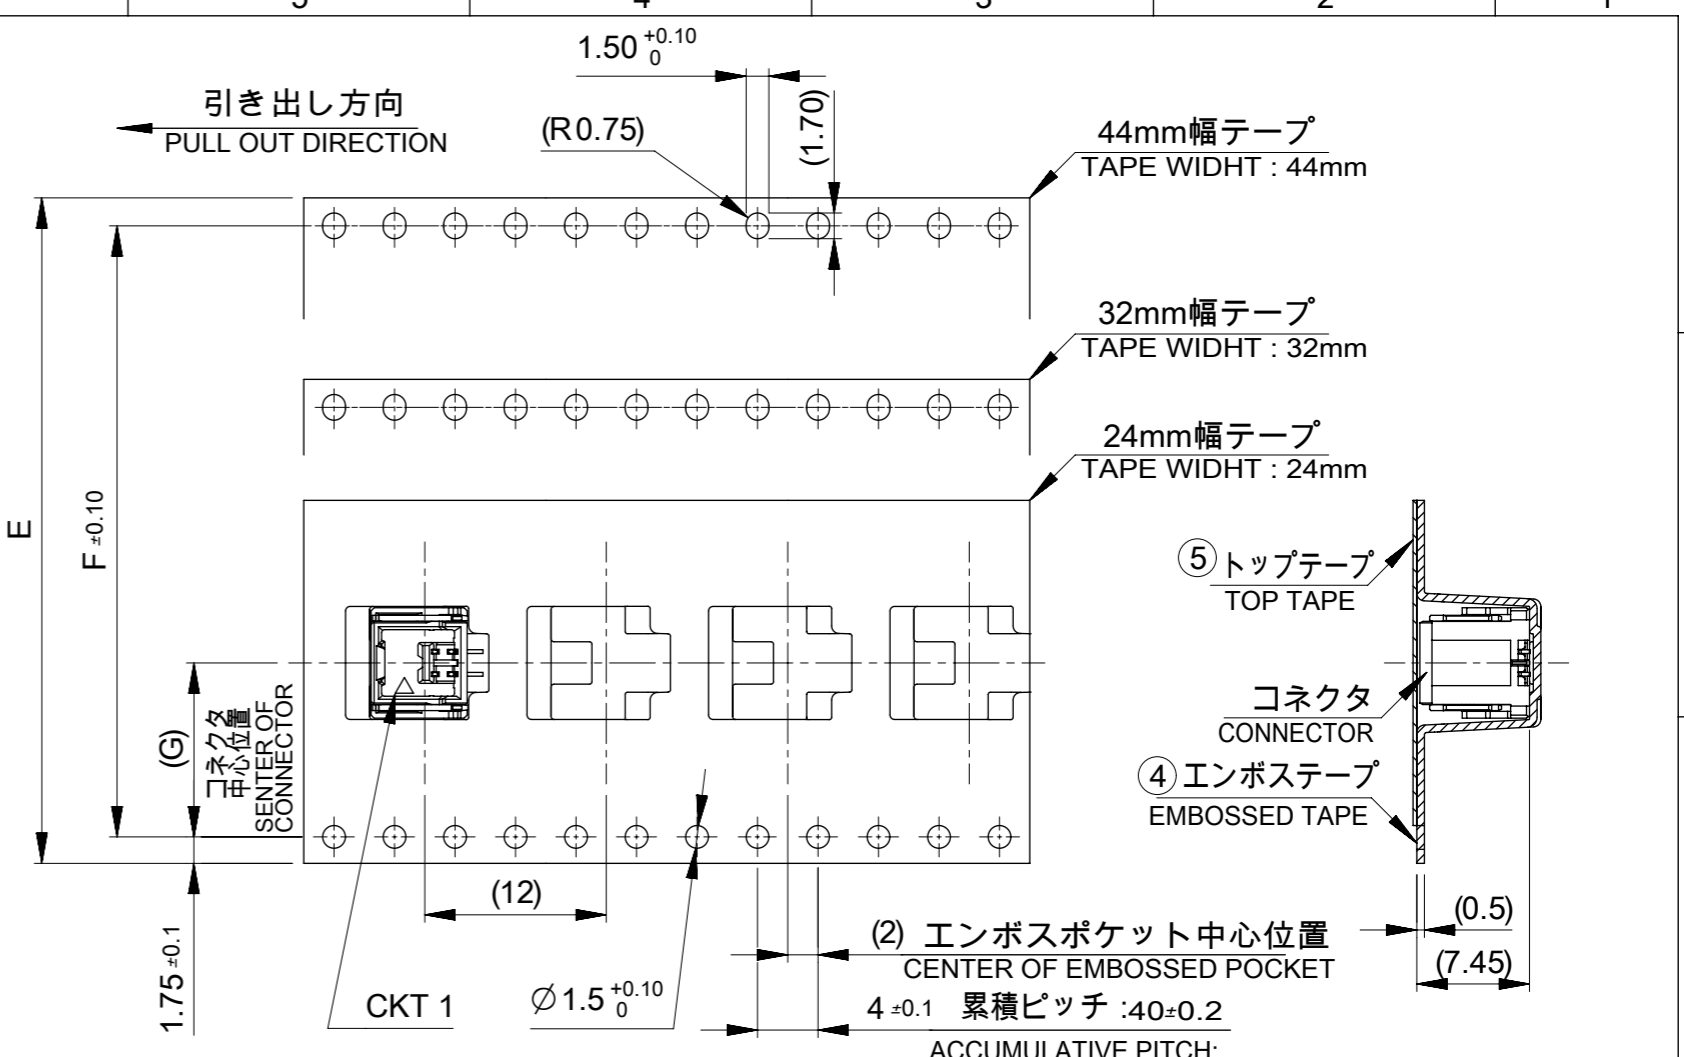 4
3
2
1.50 +0.10 0
引き出し方向
PULL OUT DIRECTION
(R0.75)
(1.70)
44mm幅テープ
TAPE WIDHT : 44mm
32mm幅テープ
TAPE WIDHT : 32mm
24mm幅テープ
TAPE WIDHT : 24mm
E
F ±0.10
(G)
コネクタ
中心位置
SENTER OF
CONNECTOR
1.75 ±0.1
(12)
CKT 1
∅1.5 +0.10 0
(2) エンボスポケット中心位置
CENTER OF EMBOSSED POCKET
4 ±0.1 累積ピッチ :40±0.2
ACCUMULATIVE PITCH:
⑤ トップテープ
TOP TAPE
コネクタ
CONNECTOR
④ エンボステープ
EMBOSSED TAPE
(0.5)
(7.45)